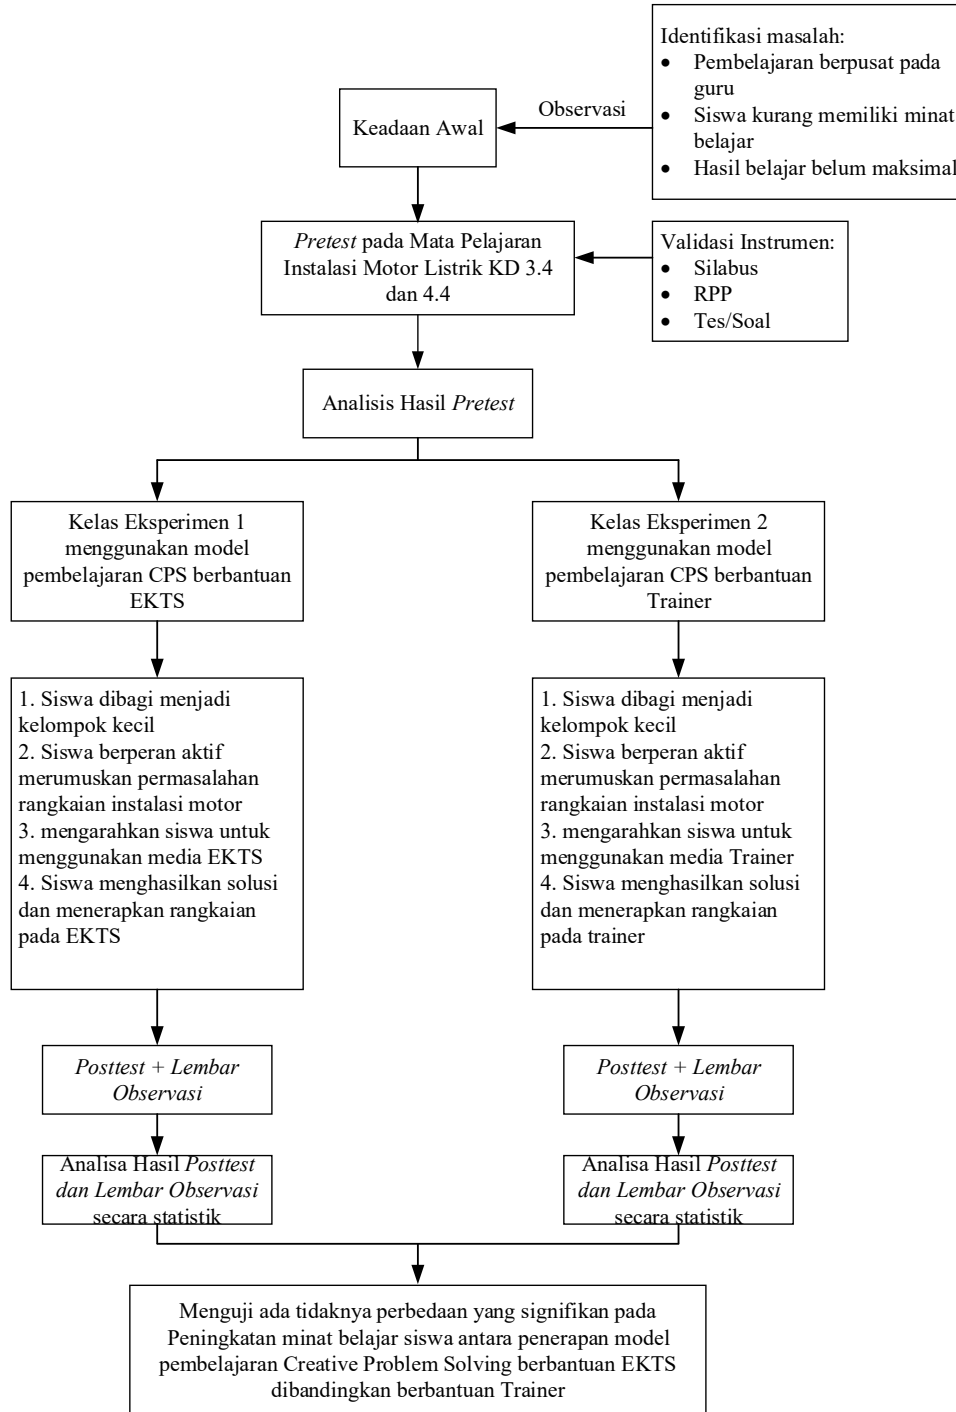 Identifikasi masalah:
• Pembelajaran berpusat pada
guru
• Siswa kurang memiliki minat
belajar
• Hasil belajar belum maksimal
Observasi
Keadaan Awal
Pretest pada Mata Pelajaran
Instalasi Motor Listrik KD 3.4
dan 4.4
Validasi Instrumen:
• Silabus
• RPP
• Tes/Soal
Analisis Hasil Pretest
Kelas Eksperimen 1
menggunakan model
pembelajaran CPS berbantuan
EKTS
Kelas Eksperimen 2
menggunakan model
pembelajaran CPS berbantuan
Trainer
1. Siswa dibagi menjadi
kelompok kecil
2. Siswa berperan aktif
merumuskan permasalahan
rangkaian instalasi motor
3. mengarahkan siswa untuk
menggunakan media EKTS
4. Siswa menghasilkan solusi
dan menerapkan rangkaian
pada EKTS
1. Siswa dibagi menjadi
kelompok kecil
2. Siswa berperan aktif
merumuskan permasalahan
rangkaian instalasi motor
3. mengarahkan siswa untuk
menggunakan media Trainer
4. Siswa menghasilkan solusi
dan menerapkan rangkaian
pada trainer
Posttest + Lembar
Observasi
Posttest + Lembar
Observasi
Analisa Hasil Posttest
dan Lembar Observasi
secara statistik
Analisa Hasil Posttest
dan Lembar Observasi
secara statistik
Menguji ada tidaknya perbedaan yang signifikan pada
Peningkatan minat belajar siswa antara penerapan model
pembelajaran Creative Problem Solving berbantuan EKTS
dibandingkan berbantuan Trainer